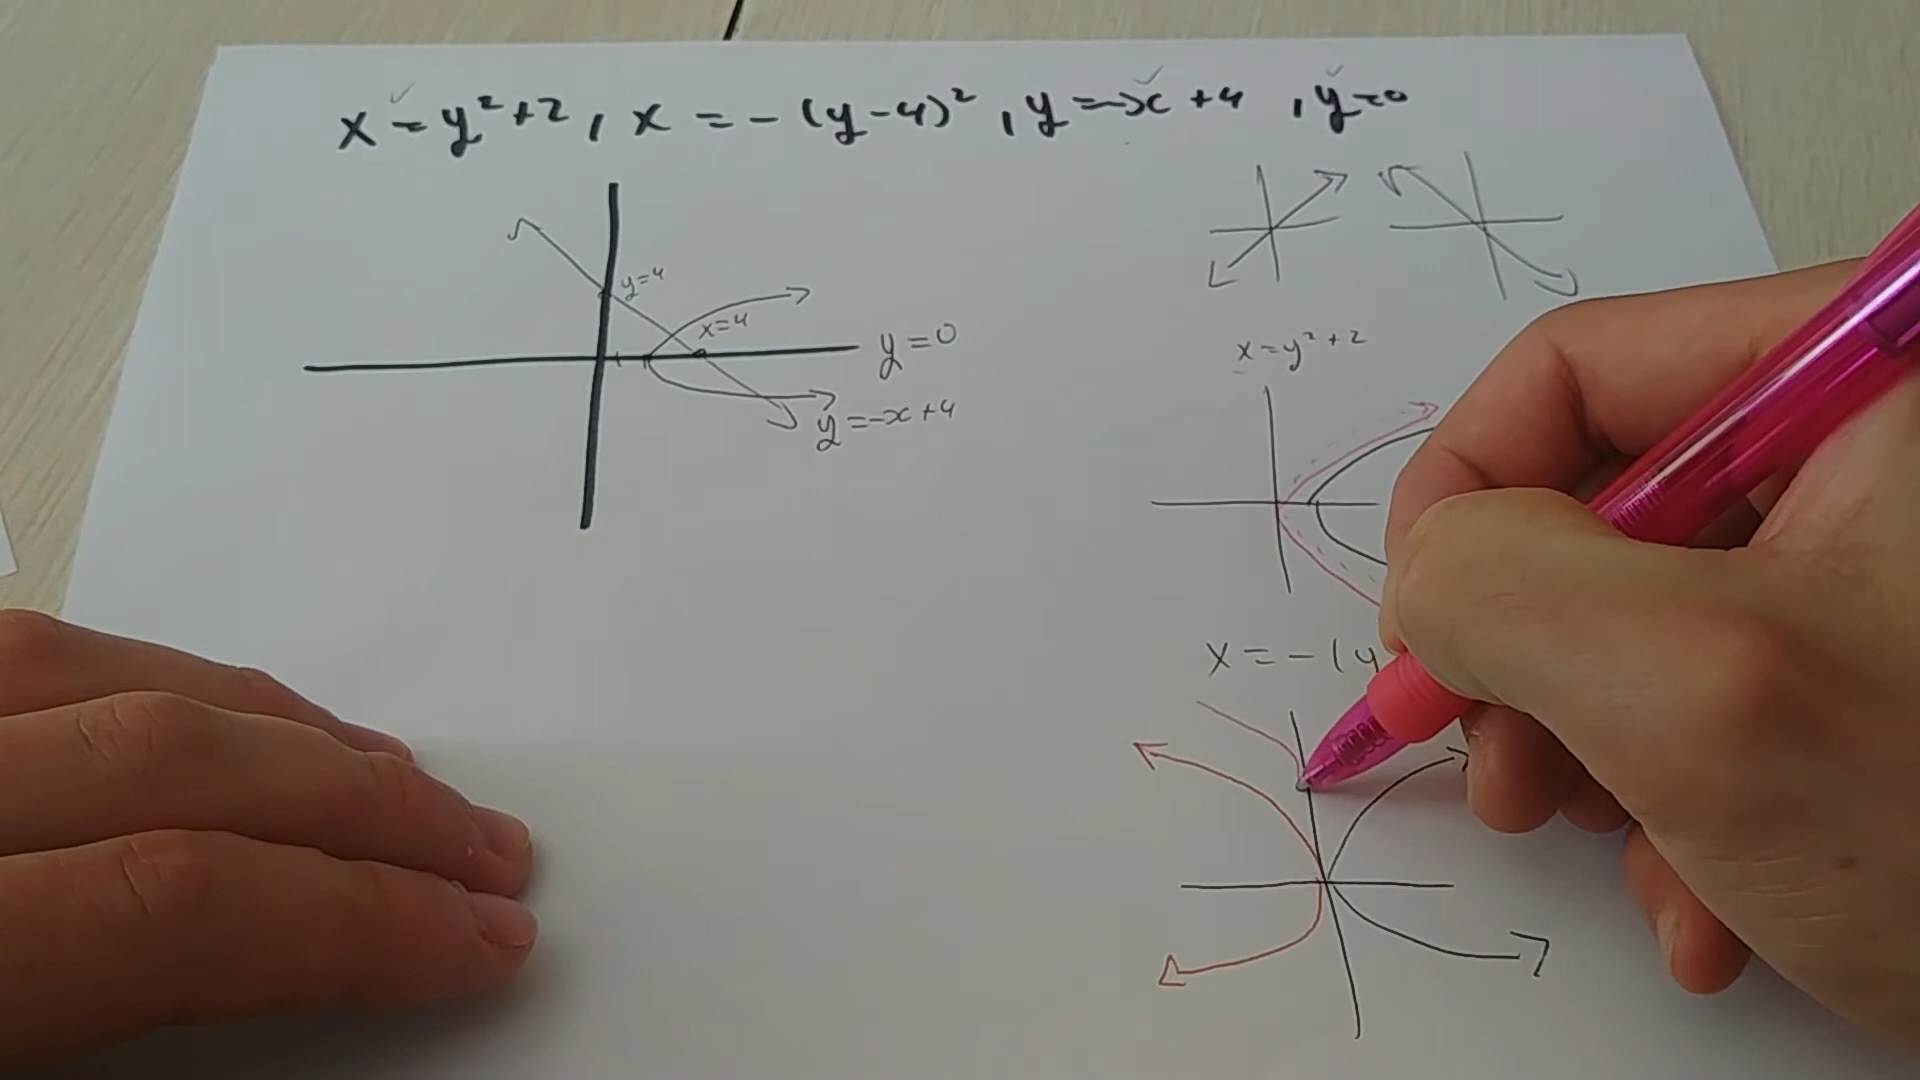 x = y² + 2 , x = - (y - 4)² , y = -x + 4 , y = 0
y = 4
x = 4
y = 0
y = -x + 4
x = y² + 2
x = - (y